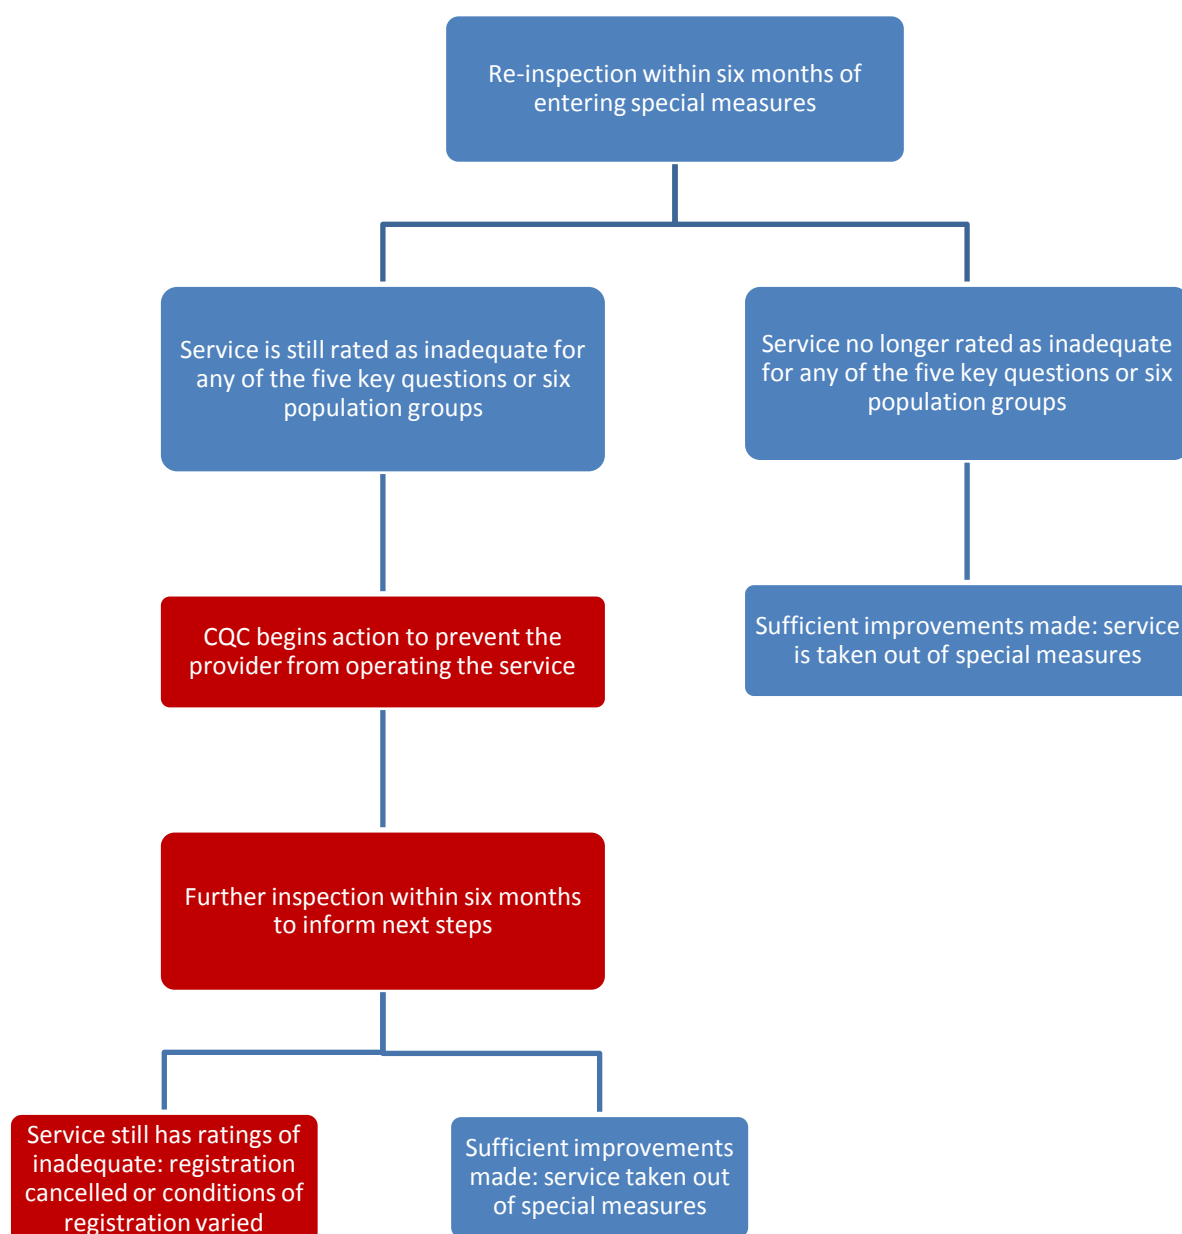 Re-inspection within six months of
entering special measures
Service is still rated as inadequate for
any of the five key questions or six
population groups
Service no longer rated as inadequate
for any of the five key questions or six
population groups
CQC begins action to prevent the
provider from operating the service
Sufficient improvements made: service
is taken out of special measures
Further inspection within six months
to inform next steps
Service still has ratings of
inadequate: registration
cancelled or conditions of
registration varied
Sufficient improvements
made: service taken out
of special measures